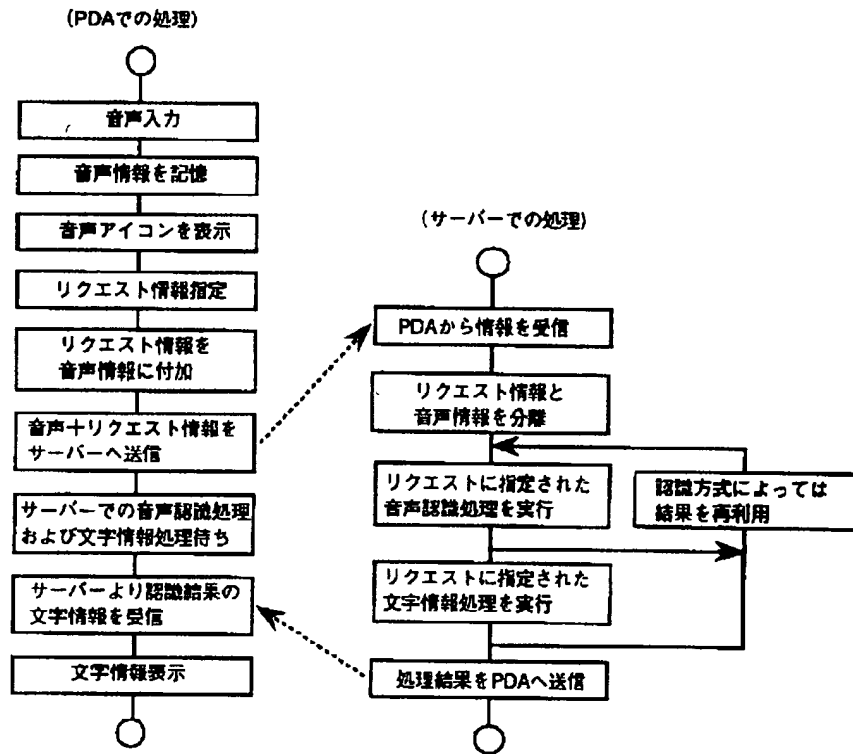 (PDAでの処理)
音声入力
音声情報を記憶
音声アイコンを表示
リクエスト情報指定
リクエスト情報を
音声情報に付加
音声+リクエスト情報を
サーバーへ送信
サーバーでの音声認識処理
および文字情報処理待ち
サーバーより認識結果の
文字情報を受信
文字情報表示
(サーバーでの処理)
PDAから情報を受信
リクエスト情報と
音声情報を分離
リクエストに指定された
音声認識処理を実行
認識方式によっては
結果を再利用
リクエストに指定された
文字情報処理を実行
処理結果をPDAへ送信